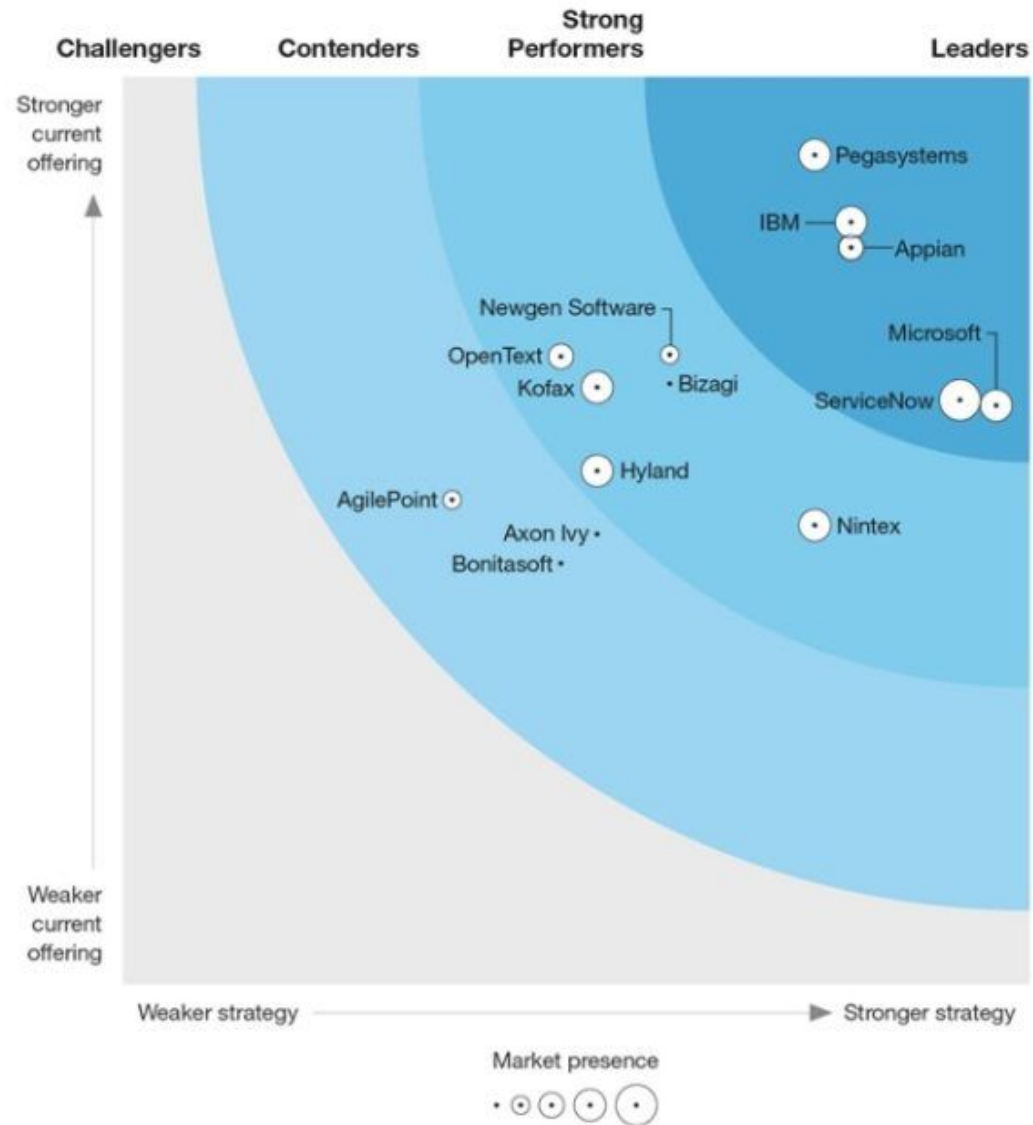 Strong
Challengers Contenders Performers Leaders
Stronger
current
offering
Pegasystems
IBM
Appian
Newgen Software
Microsoft
OpenText
Kofax
Bizagi
ServiceNow
Hyland
AgilePoint
Nintex
Axon Ivy
Bonitasoft
Weaker
current
offering
Weaker strategy
Stronger strategy
Market presence